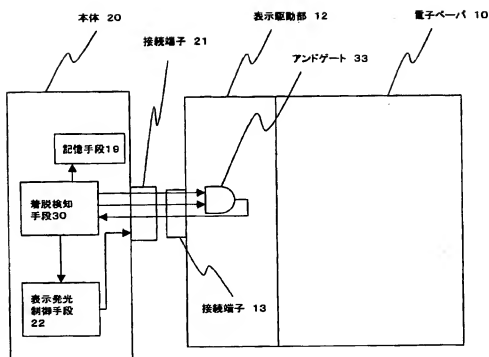 本体 20
接続端子 21
表示駆動部 12
電子ペーパ 10
アンドゲート 33
記憶手段19
着脱検知
手段30
表示発光
制御手段
22
接続端子 13